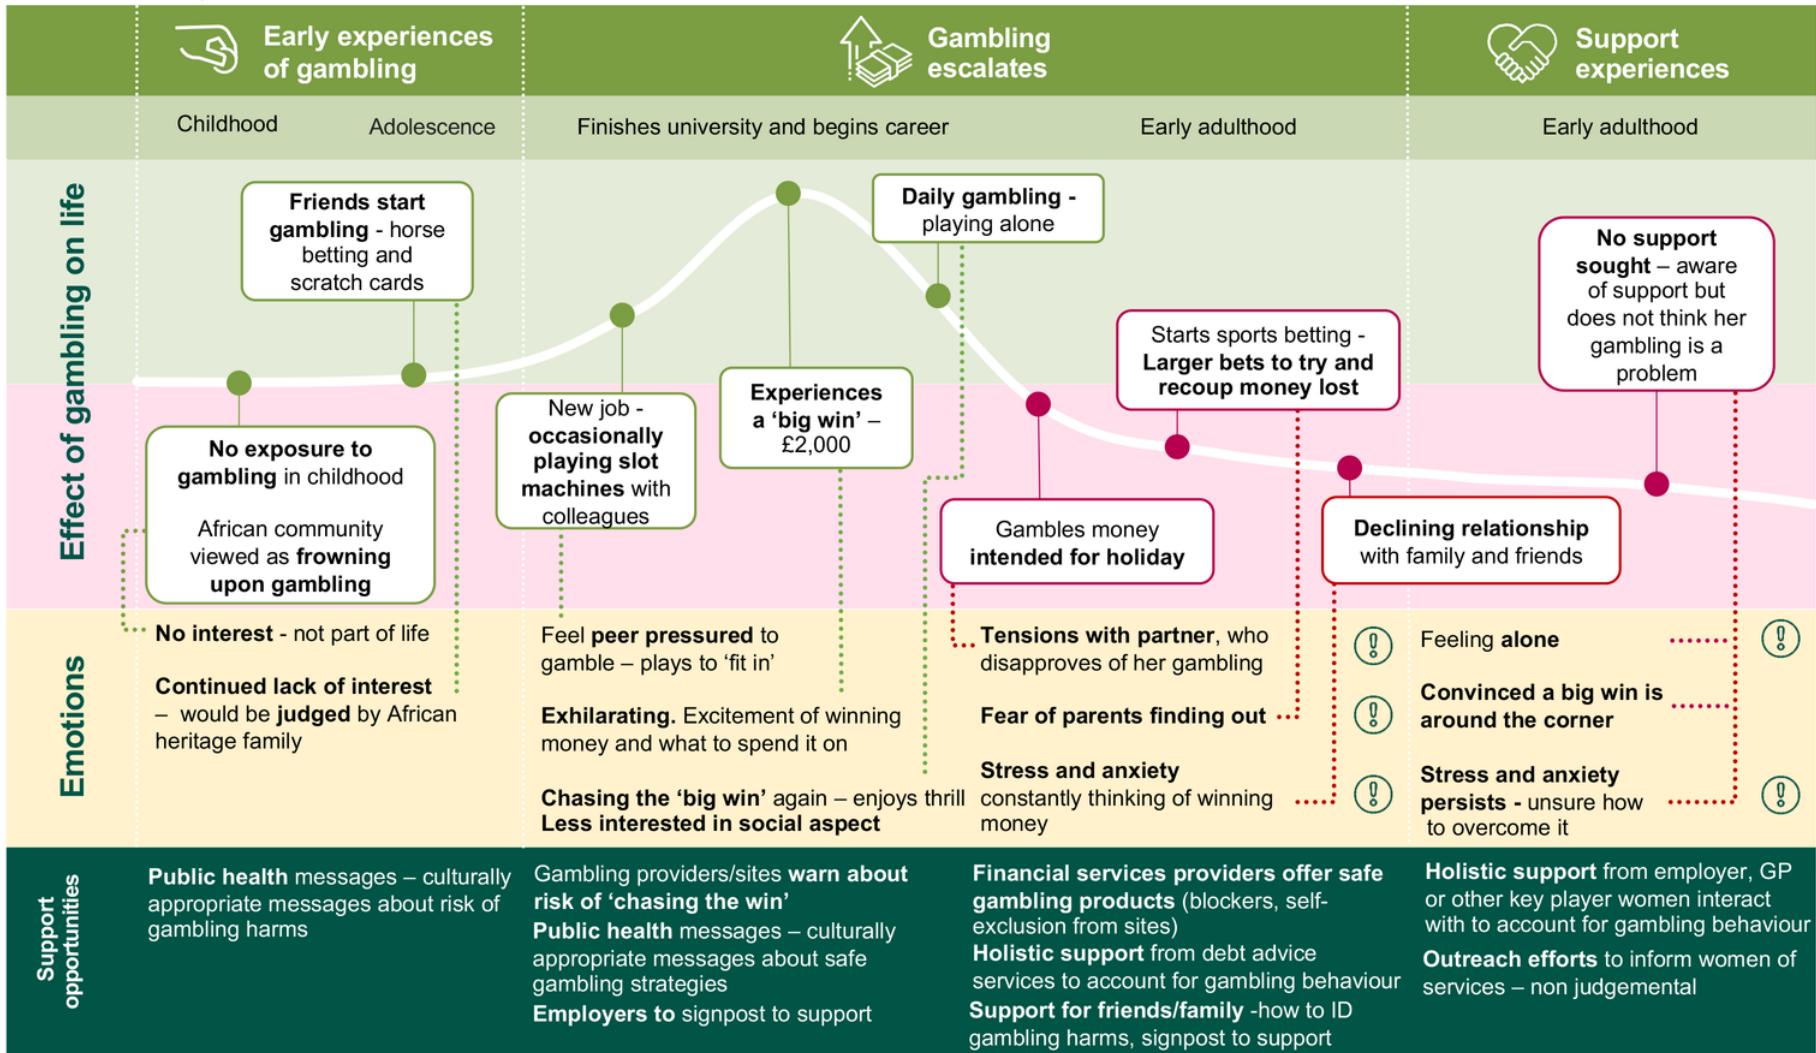 Early experiences
of gambling
Gambling
escalates
Support
experiences
Childhood
Adolescence
Finishes university and begins career
Early adulthood
Early adulthood
Effect of gambling on life
Friends start
gambling - horse
betting and
scratch cards
No exposure to
gambling in childhood
African community
viewed as frowning
upon gambling
New job -
occasionally
playing slot
machines with
colleagues
Experiences
a ‘big win’ –
£2,000
Daily gambling -
playing alone
Gambles money
intended for holiday
Starts sports betting -
Larger bets to try and
recoup money lost
Declining relationship
with family and friends
No support
sought – aware
of support but
does not think her
gambling is a
problem
Emotions
No interest - not part of life
Continued lack of interest
– would be judged by African
heritage family
Feel peer pressured to
gamble – plays to ‘fit in’
Exhilarating. Excitement of winning
money and what to spend it on
Chasing the ‘big win’ again – enjoys thrill
Less interested in social aspect
Tensions with partner, who
disapproves of her gambling
Fear of parents finding out
Stress and anxiety
constantly thinking of winning
money
Feeling alone
Convinced a big win is
around the corner
Stress and anxiety
persists - unsure how
to overcome it
Support
opportunities
Public health messages – culturally
appropriate messages about risk of
gambling harms
Gambling providers/sites warn about
risk of ‘chasing the win’
Public health messages – culturally
appropriate messages about safe
gambling strategies
Employers to signpost to support
Financial services providers offer safe
gambling products (blockers, self-
exclusion from sites)
Holistic support from debt advice
services to account for gambling behaviour
Support for friends/family -how to ID
gambling harms, signpost to support
Holistic support from employer, GP
or other key player women interact
with to account for gambling behaviour
Outreach efforts to inform women of
services – non judgemental